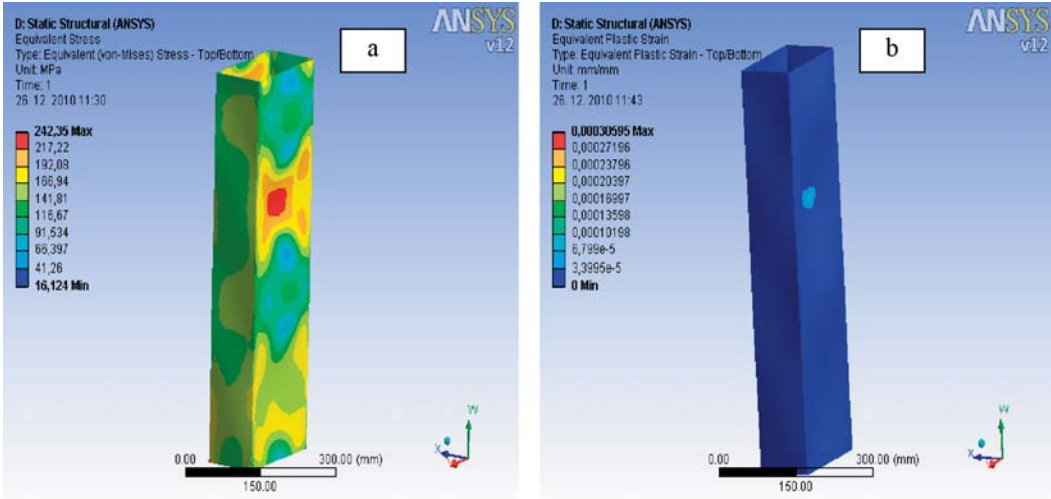 D: Static Structural (ANSYS)
Equivalent Stress
Type: Equivalent (von-Mises) Stress - Top/Bottom
Unit: MPa
Time: 1
26. 12. 2010 11:30
242,35 Max
217,22
192,08
166,94
141,81
116,67
91,534
66,397
41,26
16,124 Min
a
ANSYS
v12
W
X
0.00
300.00 (mm)
150.00
D: Static Structural (ANSYS)
Equivalent Plastic Strain
Type: Equivalent Plastic Strain - Top/Bottom
Unit: mm/mm
Time: 1
26. 12. 2010 11:43
0,00030595 Max
0,00027196
0,00023796
0,00020397
0,00016997
0,00013598
0,00010198
6,799e-5
3,3995e-5
0 Min
b
ANSYS
v12
W
X
0.00
300.00 (mm)
150.00